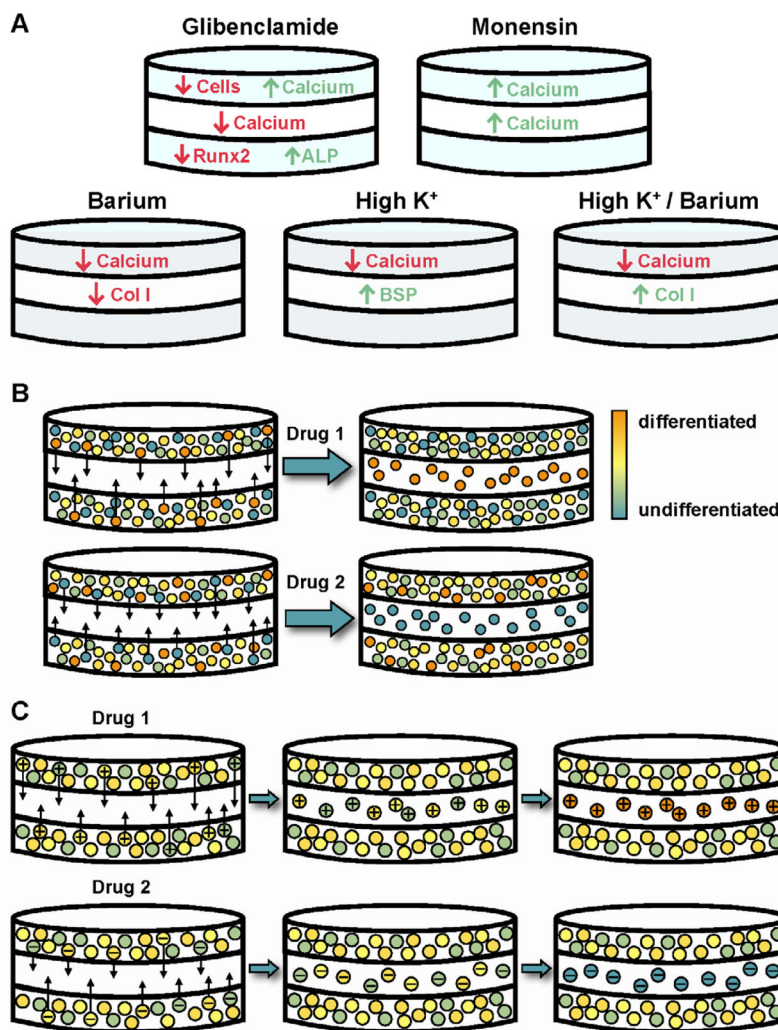 A
Glibenclamide Monensin
↓ Cells ↑ Calcium ↑ Calcium
↓ Calcium ↑ Calcium
↓ Runx2 ↑ ALP
Barium High K⁺ High K⁺ / Barium
↓ Calcium ↓ Calcium ↓ Calcium
↓ Col I ↑ BSP ↑ Col I
B
Drug 1
differentiated
undifferentiated
Drug 2
C
Drug 1
Drug 2